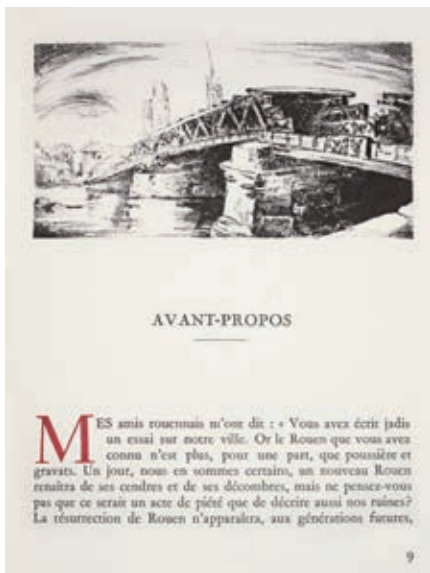 AVANT-PROPOS
MES amis rouennais m'ont dit : « Vous avez écrit jadis
un essai sur notre ville. Or le Rouen que vous avez
connu n'est plus, pour une part, que poussière et
gravats. Un jour, nous en sommes certains, un nouveau Rouen
renaîtra de ses cendres et de ses décombres, mais ne pensez-vous
pas que ce serait un acte de piété que de décrire aussi nos ruines?
La résurrection de Rouen n'apparaîtra, aux générations futures,
9